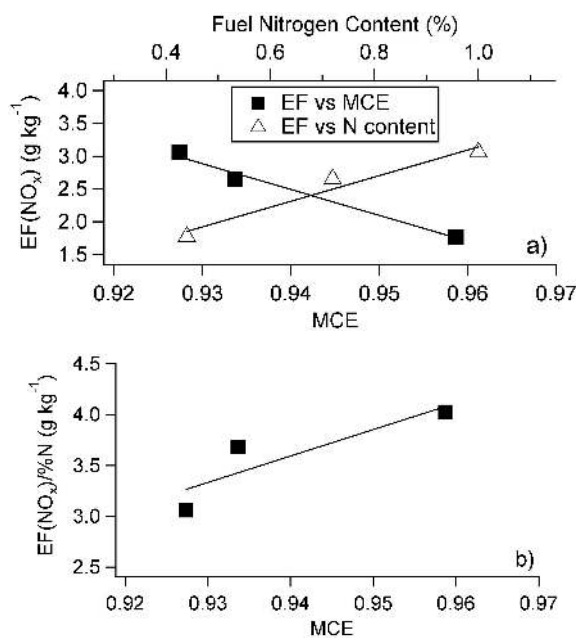 Fuel Nitrogen Content (%)
0.4 0.6 0.8 1.0
4.0
3.5
3.0
2.5
2.0
1.5
EF(NOx) (g kg-1)
EF vs MCE
EF vs N content
a)
0.92 0.93 0.94 0.95 0.96 0.97
MCE
4.5
4.0
3.5
3.0
2.5
EF(NOx)/%N (g kg-1)
b)
0.92 0.93 0.94 0.95 0.96 0.97
MCE